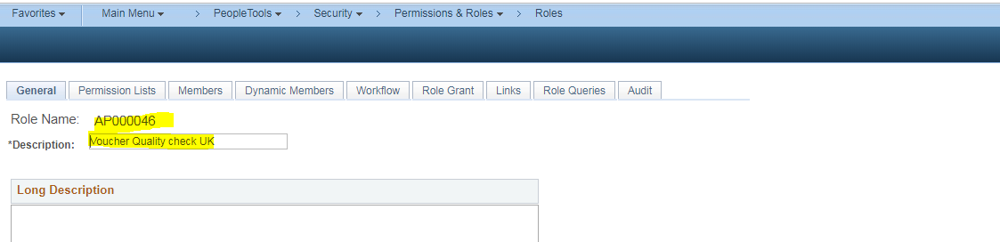 Favorites Main Menu > PeopleTools > Security > Permissions & Roles > Roles
General Permission Lists Members Dynamic Members Workflow Role Grant Links Role Queries Audit
Role Name: AP000046
*Description: Voucher Quality check UK
Long Description